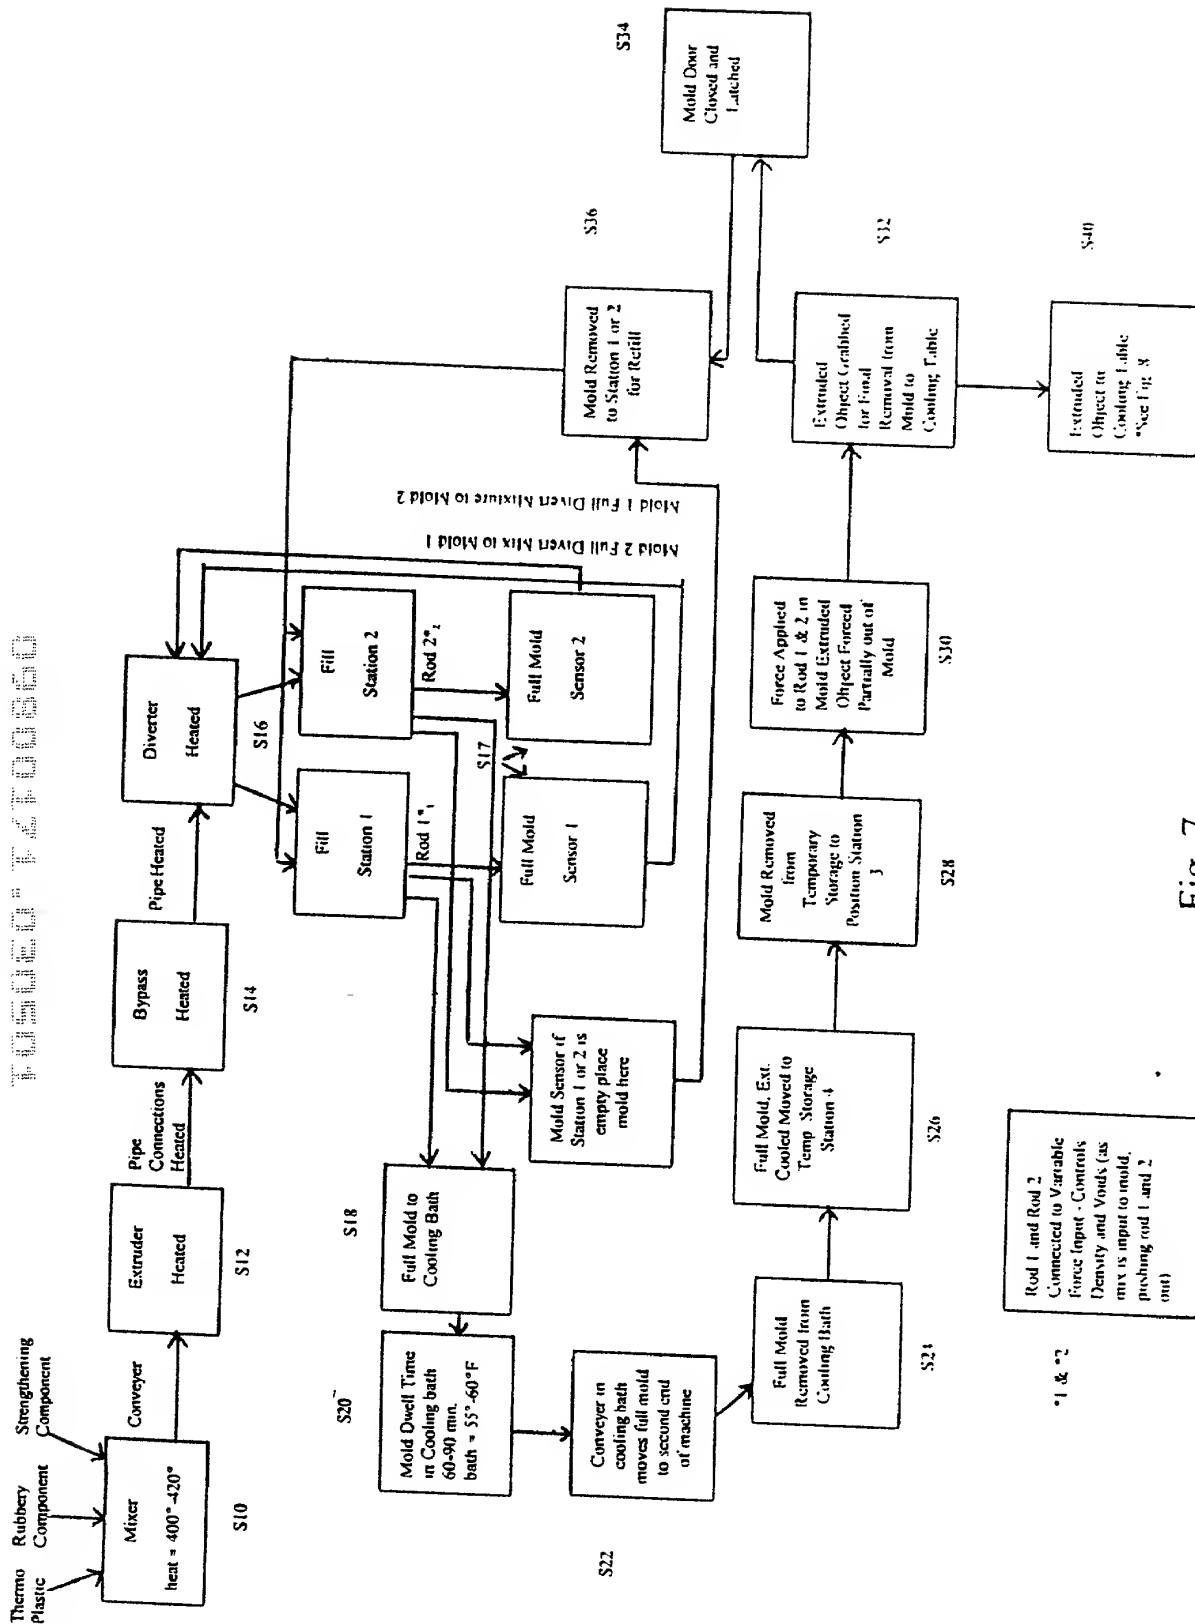 Thermo
Plastic
Rubbery
Component
Strengthening
Component
Mixer
heat = 400°-420°
S10
Conveyer
Extruder
Heated
S12
Pipe
Connections
Heated
Bypass
Heated
S14
Pipe Heated
Diverter
Heated
S16
Fill
Station 1
Fill
Station 2
Rod 1*1
Rod 2*2
S17
Full Mold
Sensor 1
Full Mold
Sensor 2
Mold 2 Full Divert Mix to Mold 1
Mold 1 Full Divert Mixture to Mold 2
Full Mold to
Cooling Bath
S18
Mold Sensor if
Station 1 or 2 is
empty place
mold here
Mold Removed
to Station 1 or 2
for Refill
S36
Mold Door
Closed and
Latched
S34
Mold Dwell Time
in Cooling bath
60-90 min.
bath = 55°-60°F
S20
Conveyer in
cooling bath
moves full mold
to second end
of machine
S22
Full Mold
Removed from
Cooling Bath
S24
Full Mold, Ext.
Cooled Moved to
Temp Storage
Station 4
S26
Mold Removed
from
Temporary
Storage to
Position Station
3
S28
Force Applied
to Rod 1 & 2 in
Mold Extruded
Object Forced
Partially out of
Mold
S30
Extruded
Object Grabbed
for Final
Removal from
Mold to
Cooling Table
S32
Extruded
Object to
Cooling Table
*See Fig. 8
S40
*1 & *2
Rod 1 and Rod 2
Connected to Variable
Force Input - Controls
Density and Voids (as
mix is input to mold,
pushing rod 1 and 2
out)
Fig. 7